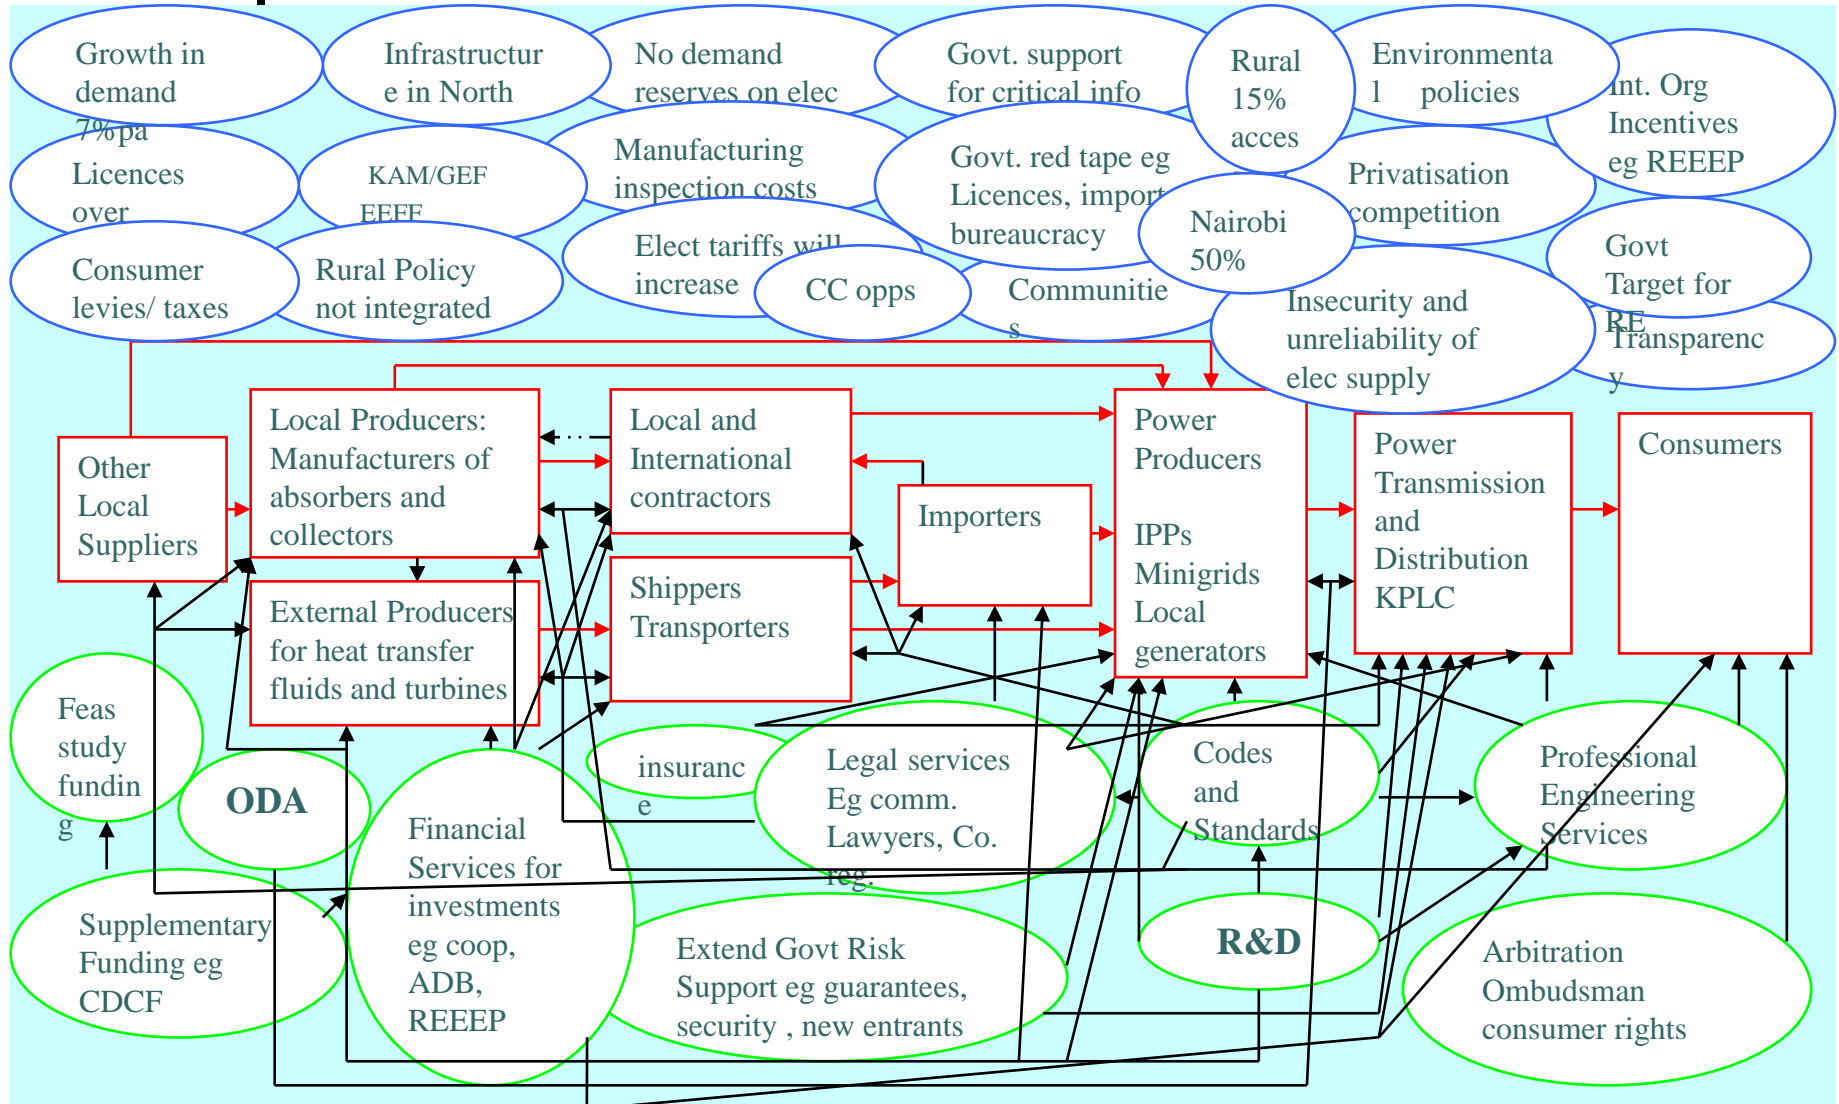 Growth in
demand
7%pa
Infrastructur
e in North
No demand
reserves on elec
Govt. support
for critical info
Rural
15%
acces
Environmenta
l policies
Int. Org
Incentives
eg REEEP
Licences
over
KAM/GEF
EEFF
Manufacturing
inspection costs
Govt. red tape eg
Licences, import
bureaucracy
Nairobi
50%
Privatisation
competition
Consumer
levies/ taxes
Rural Policy
not integrated
Elect tariffs will
increase
CC opps
Communitie
s
Insecurity and
unreliability of
elec supply
Govt
Target for
RE
Transparenc
y
Other
Local
Suppliers
Local Producers:
Manufacturers of
absorbers and
collectors
Local and
International
contractors
Importers
Power
Producers
IPPs
Minigrids
Local
generators
Power
Transmission
and
Distribution
KPLC
Consumers
External Producers
for heat transfer
fluids and turbines
Shippers
Transporters
Feas
study
fundin
g
ODA
Financial
Services for
investments
eg coop,
ADB,
REEEP
insuranc
e
Legal services
Eg comm.
Lawyers, Co.
reg.
Codes
and
Standards
Professional
Engineering
Services
Supplementary
Funding eg
CDCF
Extend Govt Risk
Support eg guarantees,
security , new entrants
R&D
Arbitration
Ombudsman
consumer rights